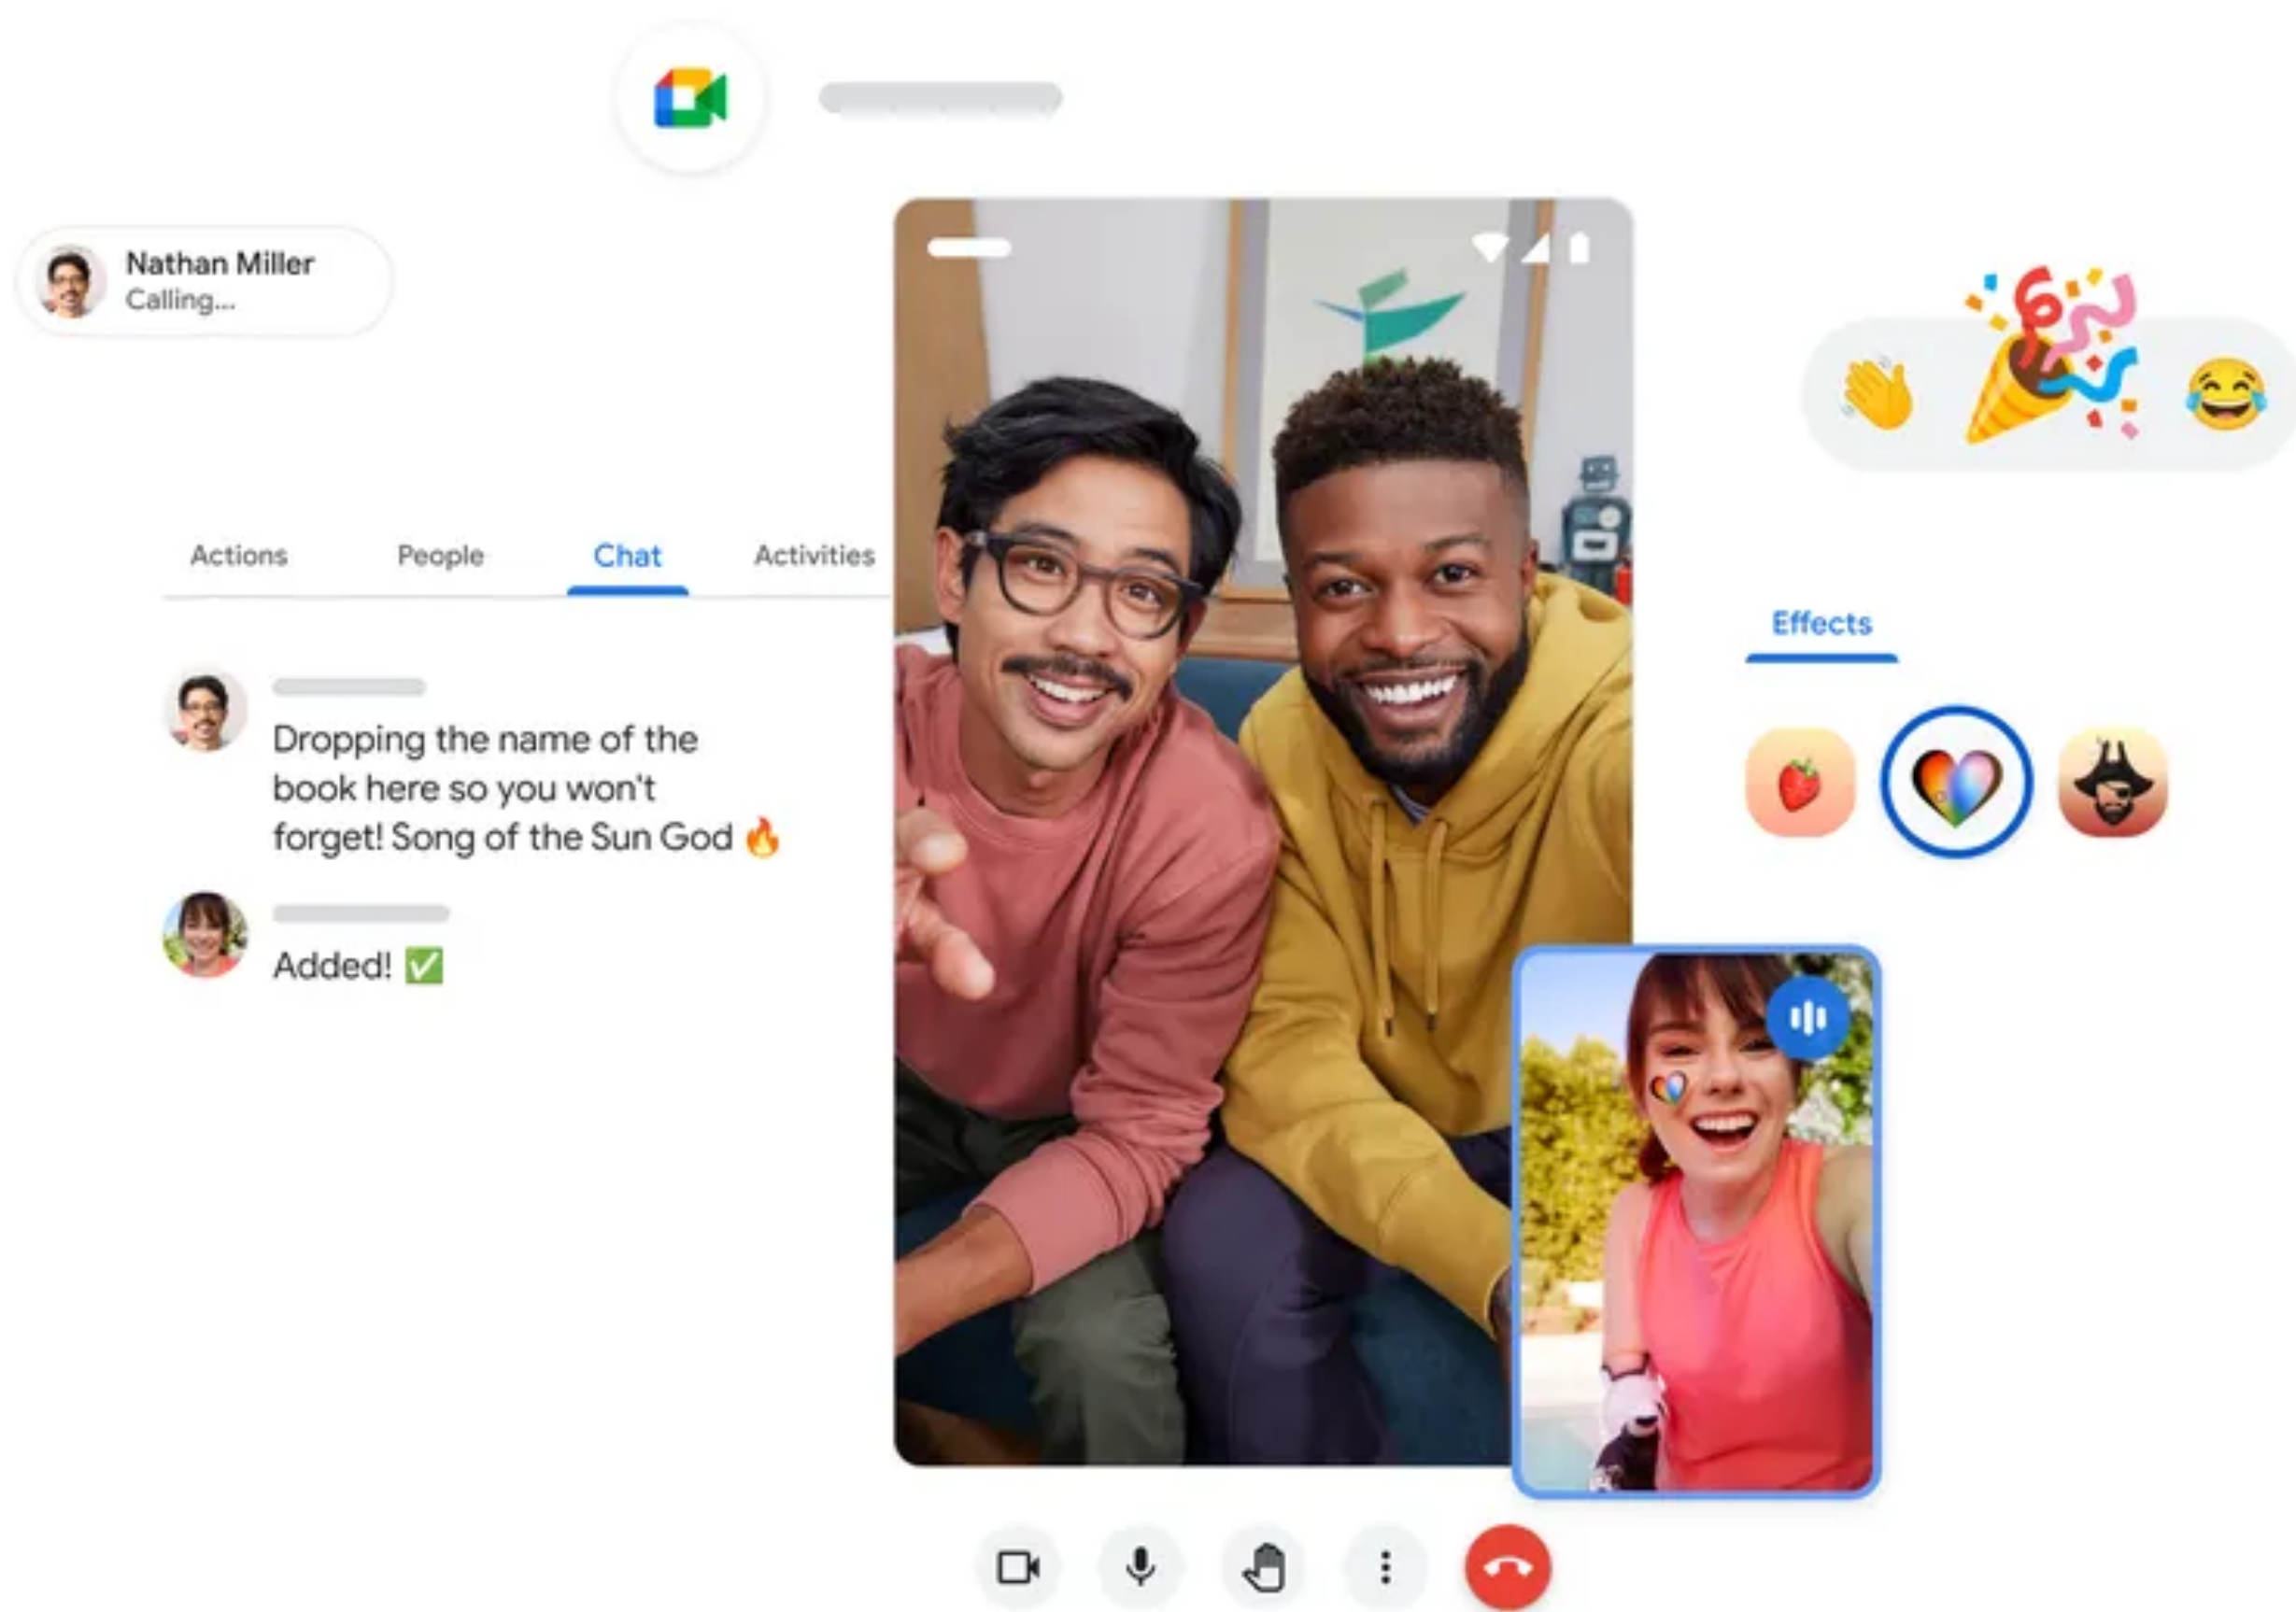 Nathan Miller
Calling...
Actions People Chat Activities
Dropping the name of the
book here so you won't
forget! Song of the Sun God 🔥
Added! ✅
Effects